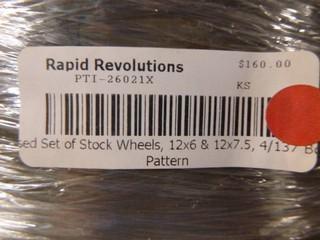 Rapid Revolutions $160.00
PTI-26021X KS
sed Set of Stock Wheels, 12x6 & 12x7.5, 4/137 Bo
Pattern